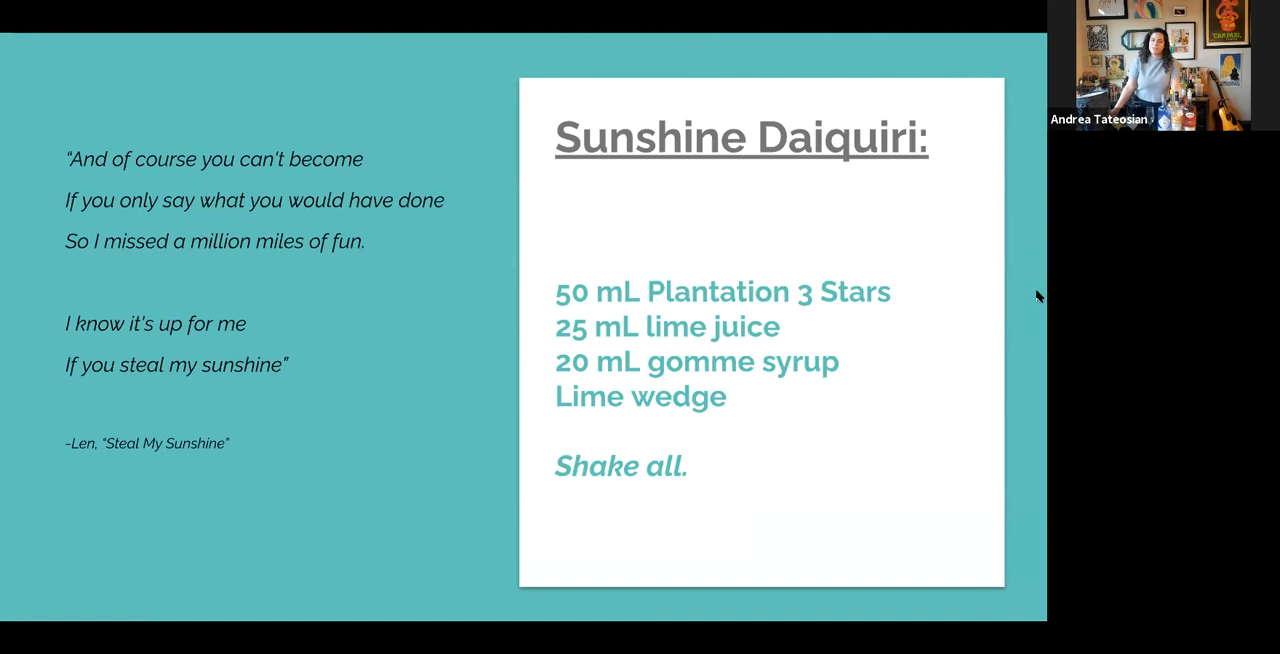 “And of course you can't become
If you only say what you would have done
So I missed a million miles of fun.
I know it's up for me
If you steal my sunshine”
-Len, “Steal My Sunshine”
Sunshine Daiquiri:
50 mL Plantation 3 Stars
25 mL lime juice
20 mL gomme syrup
Lime wedge
Shake all.
CAMPARI
Andrea Tateosian